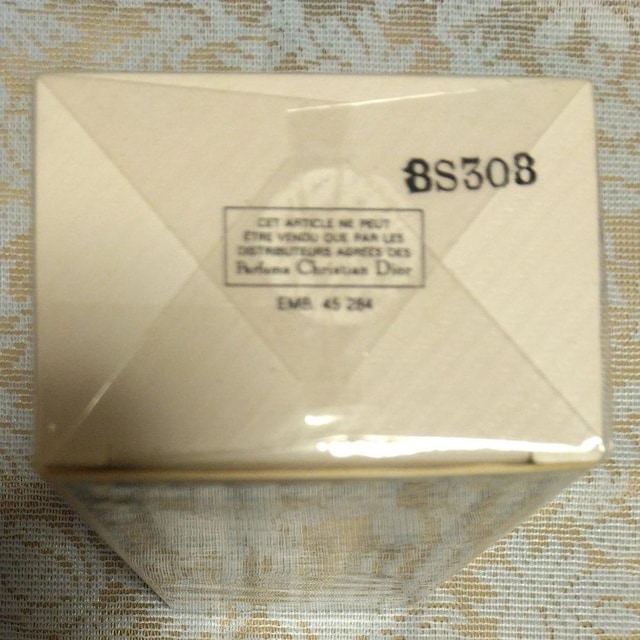 8S308
CET ARTICLE NE PEUT
ÊTRE VENDU QUE PAR LES
DISTRIBUTEURS AGRÉÉS DES
Parfums Christian Dior
EMB. 45 284